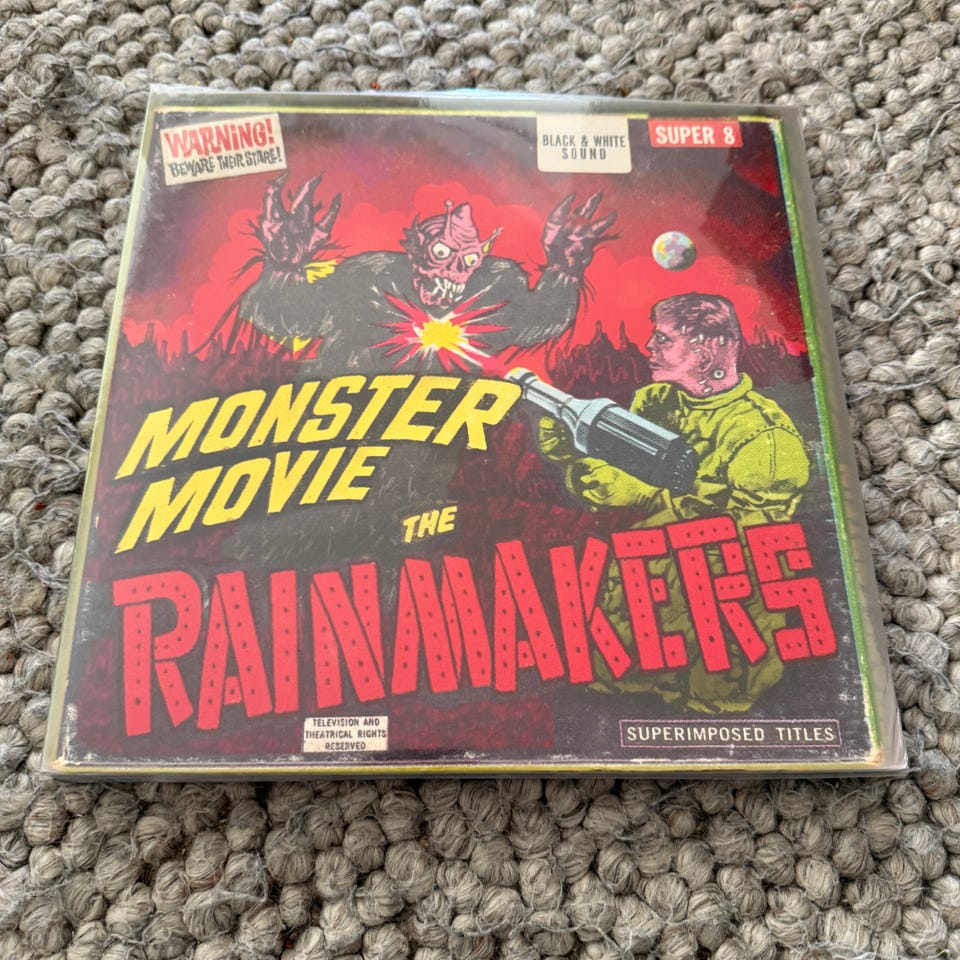 WARNiNG!
BEWARE THEIR STARE!
BLACK & WHITE
SOUND
SUPER 8
MONSTER
MOVIE
THE
RAINMAKERS
TELEVISION AND
THEATRICAL RIGHTS
RESERVED
SUPERIMPOSED TITLES